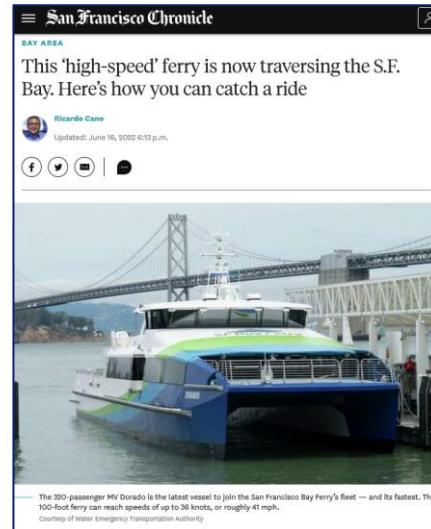 San Francisco Chronicle
BAY AREA
This ‘high-speed’ ferry is now traversing the S.F.
Bay. Here’s how you can catch a ride
Ricardo Cano
Updated: June 16, 2022 6:13 p.m.
The 320-passenger MV Dorado is the latest vessel to join the San Francisco Bay Ferry’s fleet — and its fastest. Th
100-foot ferry can reach speeds of up to 36 knots, or roughly 41 mph.
Courtesy of Water Emergency Transportation Authority